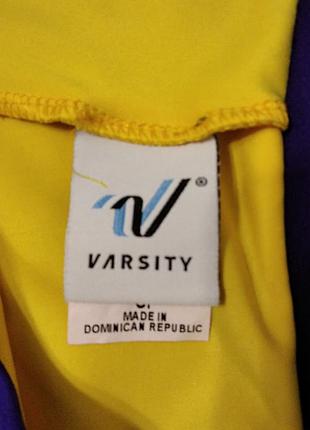 ®
VARSITY
MADE IN
DOMINICAN REPUBLIC